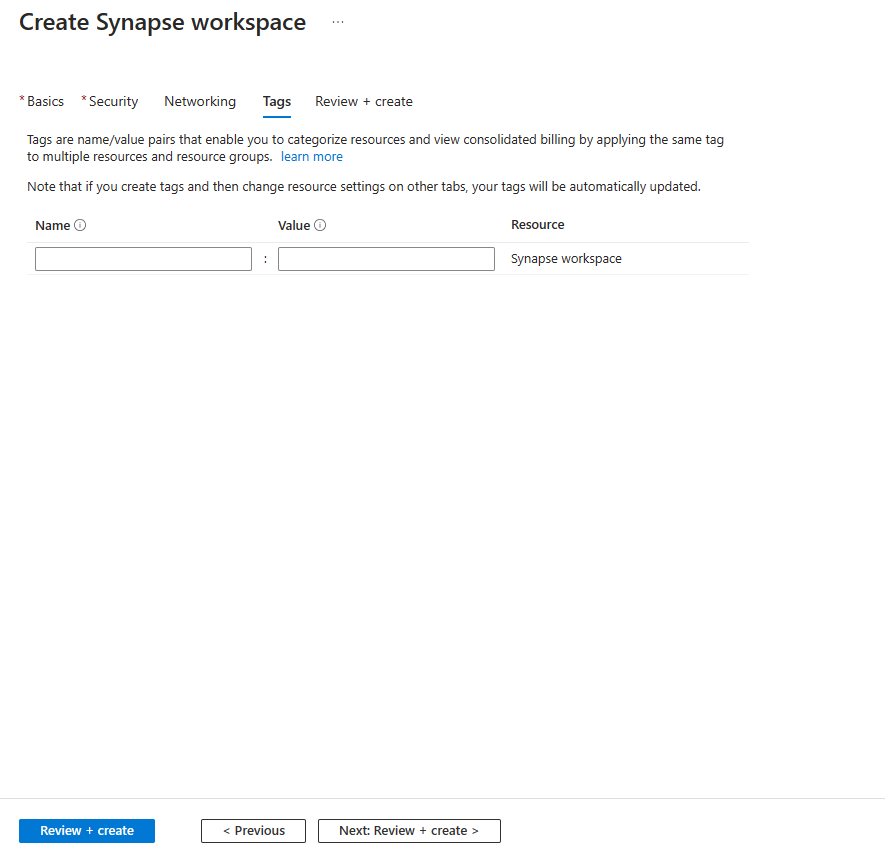 Create Synapse workspace ...
* Basics * Security Networking Tags Review + create
Tags are name/value pairs that enable you to categorize resources and view consolidated billing by applying the same tag
to multiple resources and resource groups. learn more
Note that if you create tags and then change resource settings on other tabs, your tags will be automatically updated.
Name Value Resource
: Synapse workspace
Review + create < Previous Next: Review + create >